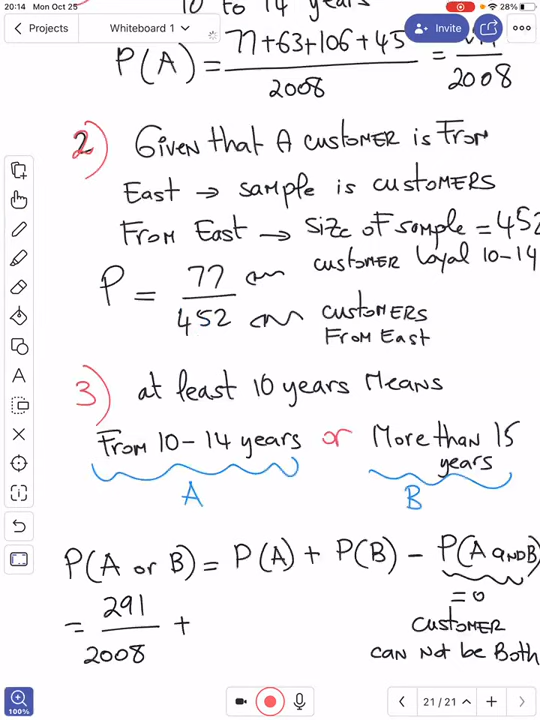 20:14 Mon Oct 25
28%
Projects
Whiteboard 1
Invite
10 to 14 years
P(A) = 77+63+106+45 =
2008
2008
2) Given that A customer is From
East → sample is customers
From East → size of sample = 452
customer loyal 10-14
P = 77
452
customers
From East
3) at least 10 years Means
From 10-14 years or More than 15
years
A
B
P(A or B) = P(A) + P(B) - P(A and B)
= 0
= 291 +
2008
customer
can not be Both
100%
21/21